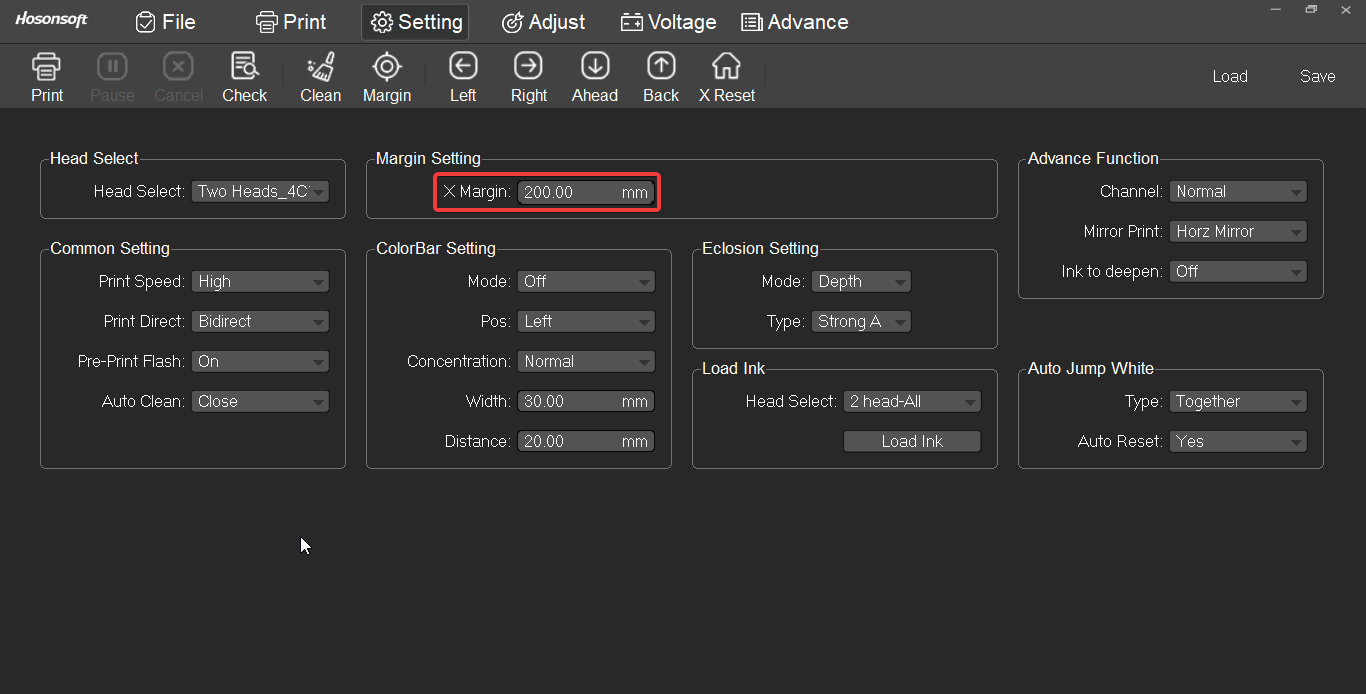 Hosonsoft File Print Setting Adjust Voltage Advance
Print Pause Cancel Check Clean Margin Left Right Ahead Back X Reset Load Save
Head Select
Head Select: Two Heads_4C
Margin Setting
X Margin: 200.00 mm
Advance Function
Channel: Normal
Mirror Print: Horz Mirror
Ink to deepen: Off
Common Setting
Print Speed: High
Print Direct: Bidirect
Pre-Print Flash: On
Auto Clean: Close
ColorBar Setting
Mode: Off
Pos: Left
Concentration: Normal
Width: 30.00 mm
Distance: 20.00 mm
Eclosion Setting
Mode: Depth
Type: Strong A
Load Ink
Head Select: 2 head-All
Load Ink
Auto Jump White
Type: Together
Auto Reset: Yes